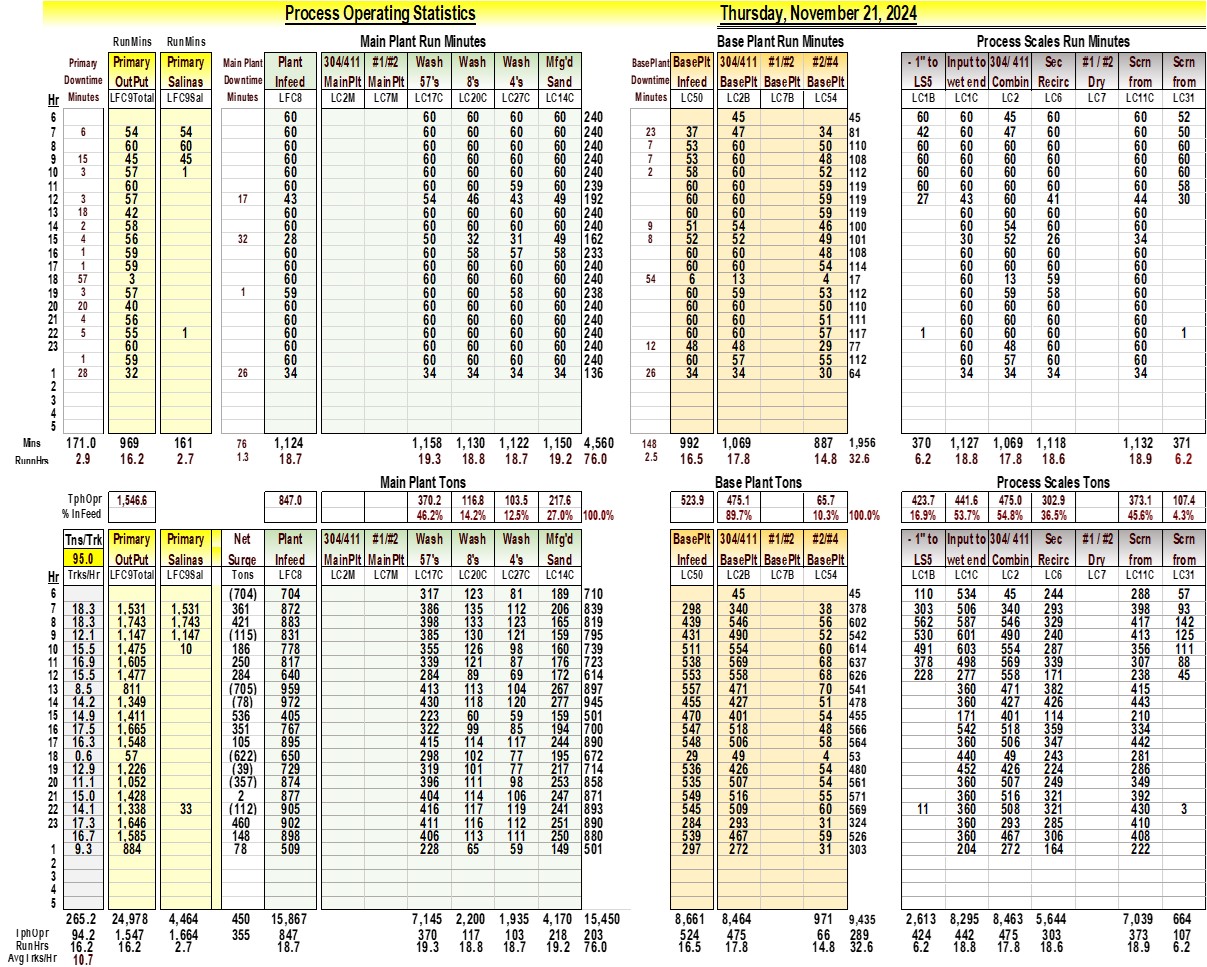 Process Operating Statistics Thursday, November 21, 2024
RunMins RunMins Main Plant Run Minutes Base Plant Run Minutes Process Scales Run Minutes
Primary Primary Primary Main Plant Plant 304/411 #1/#2 Wash Wash Wash Mfg'd BasePlant BasePlt 304/411 #1/#2 #2/#4 - 1" to Input to 304/ 411 Sec #1 / #2 Scrn Scrn
Downtime OutPut Salinas Downtime Infeed MainPlt MainPlt 57's 8's 4's Sand Downtime Infeed BasePlt BasePlt BasePlt LS5 wet end Combin Recirc Dry from from
Hr Minutes LFC9Total LFC9Sal Minutes LFC8 LC2M LC7M LC17C LC20C LC27C LC14C Minutes LC50 LC2B LC7B LC54 LC1B LC1C LC2 LC6 LC7 LC11C LC31
6 60 60 60 60 60 240 45 45 60 60 45 60 60 52
7 6 54 54 60 60 60 60 60 240 23 37 47 34 81 42 60 47 60 60 50
8 60 60 60 60 60 60 60 240 7 53 60 50 110 60 60 60 60 60 60
9 15 45 45 60 60 60 60 60 240 7 53 60 48 108 60 60 60 60 60 60
10 3 57 1 60 60 60 60 60 240 2 58 60 52 112 60 60 60 60 60 60
11 60 60 60 60 59 60 239 60 60 59 119 60 60 60 60 60 58
12 3 57 17 43 54 46 43 49 192 60 60 59 119 27 43 60 41 44 30
13 18 42 60 60 60 60 60 240 60 60 59 119 60 60 60 60
14 2 58 60 60 60 60 60 240 9 51 54 46 100 60 54 60 60
15 4 56 32 28 50 32 31 49 162 8 52 52 49 101 30 52 26 34
16 1 59 60 60 58 57 58 233 60 60 48 108 60 60 60 60
17 1 59 60 60 60 60 60 240 60 60 54 114 60 60 60 60
18 57 3 60 60 60 60 60 240 54 6 13 4 17 60 13 59 60
19 3 57 1 59 60 60 58 60 238 60 59 53 112 60 59 58 60
20 20 40 60 60 60 60 60 240 60 60 50 110 60 60 60 60
21 4 56 60 60 60 60 60 240 60 60 51 111 60 60 60 60
22 5 55 1 60 60 60 60 60 240 60 60 57 117 1 60 60 60 60 1
23 60 60 60 60 60 60 240 12 48 48 29 77 60 48 60 60
1 59 60 60 60 60 60 240 60 57 55 112 60 57 60 60
1 28 32 26 34 34 34 34 34 136 26 34 34 30 64 34 34 34 34
2
3
4
5
Mins 171.0 969 161 76 1,124 1,158 1,130 1,122 1,150 4,560 148 992 1,069 887 1,956 370 1,127 1,069 1,118 1,132 371
RunnHrs 2.9 16.2 2.7 1.3 18.7 19.3 18.8 18.7 19.2 76.0 2.5 16.5 17.8 14.8 32.6 6.2 18.8 17.8 18.6 18.9 6.2
Main Plant Tons Base Plant Tons Process Scales Tons
TphOpr 1,546.6 847.0 370.2 116.8 103.5 217.6 523.9 475.1 65.7 423.7 441.6 475.0 302.9 373.1 107.4
% InFeed 46.2% 14.2% 12.5% 27.0% 100.0% 89.7% 10.3% 100.0% 16.9% 53.7% 54.8% 36.5% 45.6% 4.3%
Tns/Trk Primary Primary Net Plant 304/411 #1/#2 Wash Wash Wash Mfg'd BasePlt 304/411 #1/#2 #2/#4 - 1" to Input to 304/ 411 Sec #1 / #2 Scrn Scrn
95.0 OutPut Salinas Surge Infeed MainPlt MainPlt 57's 8's 4's Sand Infeed BasePlt BasePlt BasePlt LS5 wet end Combin Recirc Dry from from
Hr Trks/Hr LFC9Total LFC9Sal Tons LFC8 LC2M LC7M LC17C LC20C LC27C LC14C LC50 LC2B LC7B LC54 LC1B LC1C LC2 LC6 LC7 LC11C LC31
6 (704) 704 317 123 81 189 710 45 45 110 534 45 244 288 57
7 18.3 1,531 1,531 361 872 386 135 112 206 839 298 340 38 378 303 506 340 293 398 93
8 18.3 1,743 1,743 421 883 398 133 123 165 819 439 546 56 602 562 587 546 329 417 142
9 12.1 1,147 1,147 (115) 831 385 130 121 159 795 431 490 52 542 530 601 490 240 413 125
10 15.5 1,475 10 186 778 355 126 98 160 739 511 554 60 614 491 603 554 287 356 111
11 16.9 1,605 250 817 339 121 87 176 723 538 569 68 637 378 498 569 339 307 88
12 15.5 1,477 284 640 284 89 69 172 614 553 558 68 626 228 277 558 171 238 45
13 8.5 811 (705) 959 413 113 104 267 897 557 471 70 541 360 471 382 415
14 14.2 1,349 (78) 972 430 118 120 277 945 455 427 51 478 360 427 426 443
15 14.9 1,411 536 405 223 60 59 159 501 470 401 54 455 171 401 114 210
16 17.5 1,665 351 767 322 99 85 194 700 547 518 48 566 542 518 359 334
17 16.3 1,548 105 895 415 114 117 244 890 548 506 58 564 360 506 347 442
18 0.6 57 (622) 650 298 102 77 195 672 29 49 4 53 440 49 243 281
19 12.9 1,226 (39) 729 319 101 77 217 714 536 426 54 480 452 426 224 286
20 11.1 1,052 (357) 874 396 111 98 253 858 535 507 54 561 360 507 249 349
21 15.0 1,428 2 877 404 114 106 247 871 549 516 55 571 360 516 321 392
22 14.1 1,338 33 (112) 905 416 117 119 241 893 545 509 60 569 11 360 508 321 430 3
23 17.3 1,646 460 902 411 116 112 251 890 284 293 31 324 360 293 285 410
16.7 1,585 148 898 406 113 111 250 880 539 467 59 526 360 467 306 408
1 9.3 884 78 509 228 65 59 149 501 297 272 31 303 204 272 164 222
2
3
4
5
265.2 24,978 4,464 450 15,867 7,145 2,200 1,935 4,170 15,450 8,661 8,464 971 9,435 2,613 8,295 8,463 5,644 7,039 664
TphOpr 94.2 1,547 1,664 355 847 370 117 103 218 203 524 475 66 289 424 442 475 303 373 107
RunHrs 16.2 16.2 2.7 18.7 19.3 18.8 18.7 19.2 76.0 16.5 17.8 14.8 32.6 6.2 18.8 17.8 18.6 18.9 6.2
AvgTrks/Hr 10.7